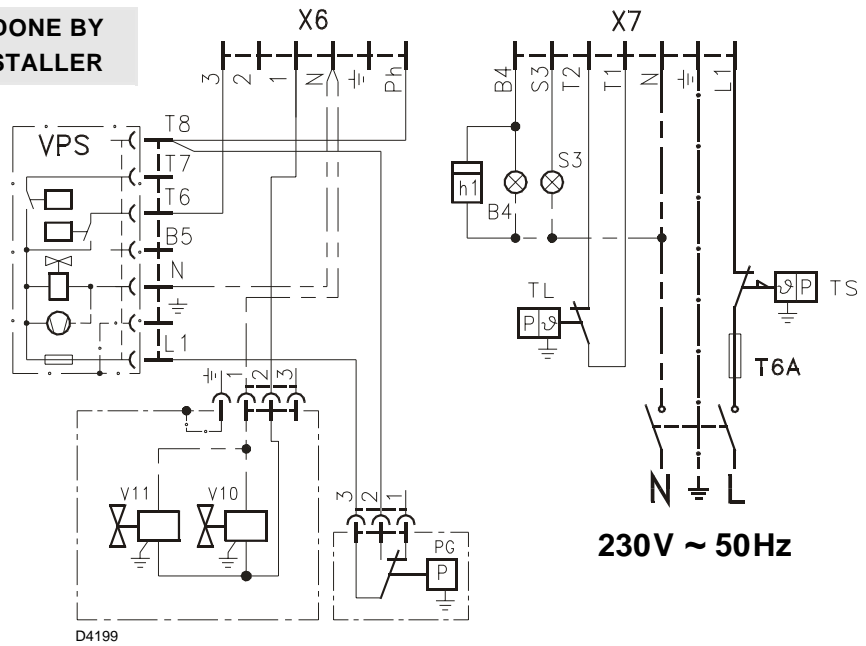 DONE BY
STALLER
X6
3 2 1 N Ph
X7
B4 S3 T2 T1 N L1
VPS
T8
T7
T6
B5
N
L1
h1
B4
S3
TL
P ϑ
ϑ P TS
T6A
1 2 3
V11 V10
3 2 1
PG
P
N L
230V ~ 50Hz
D4199